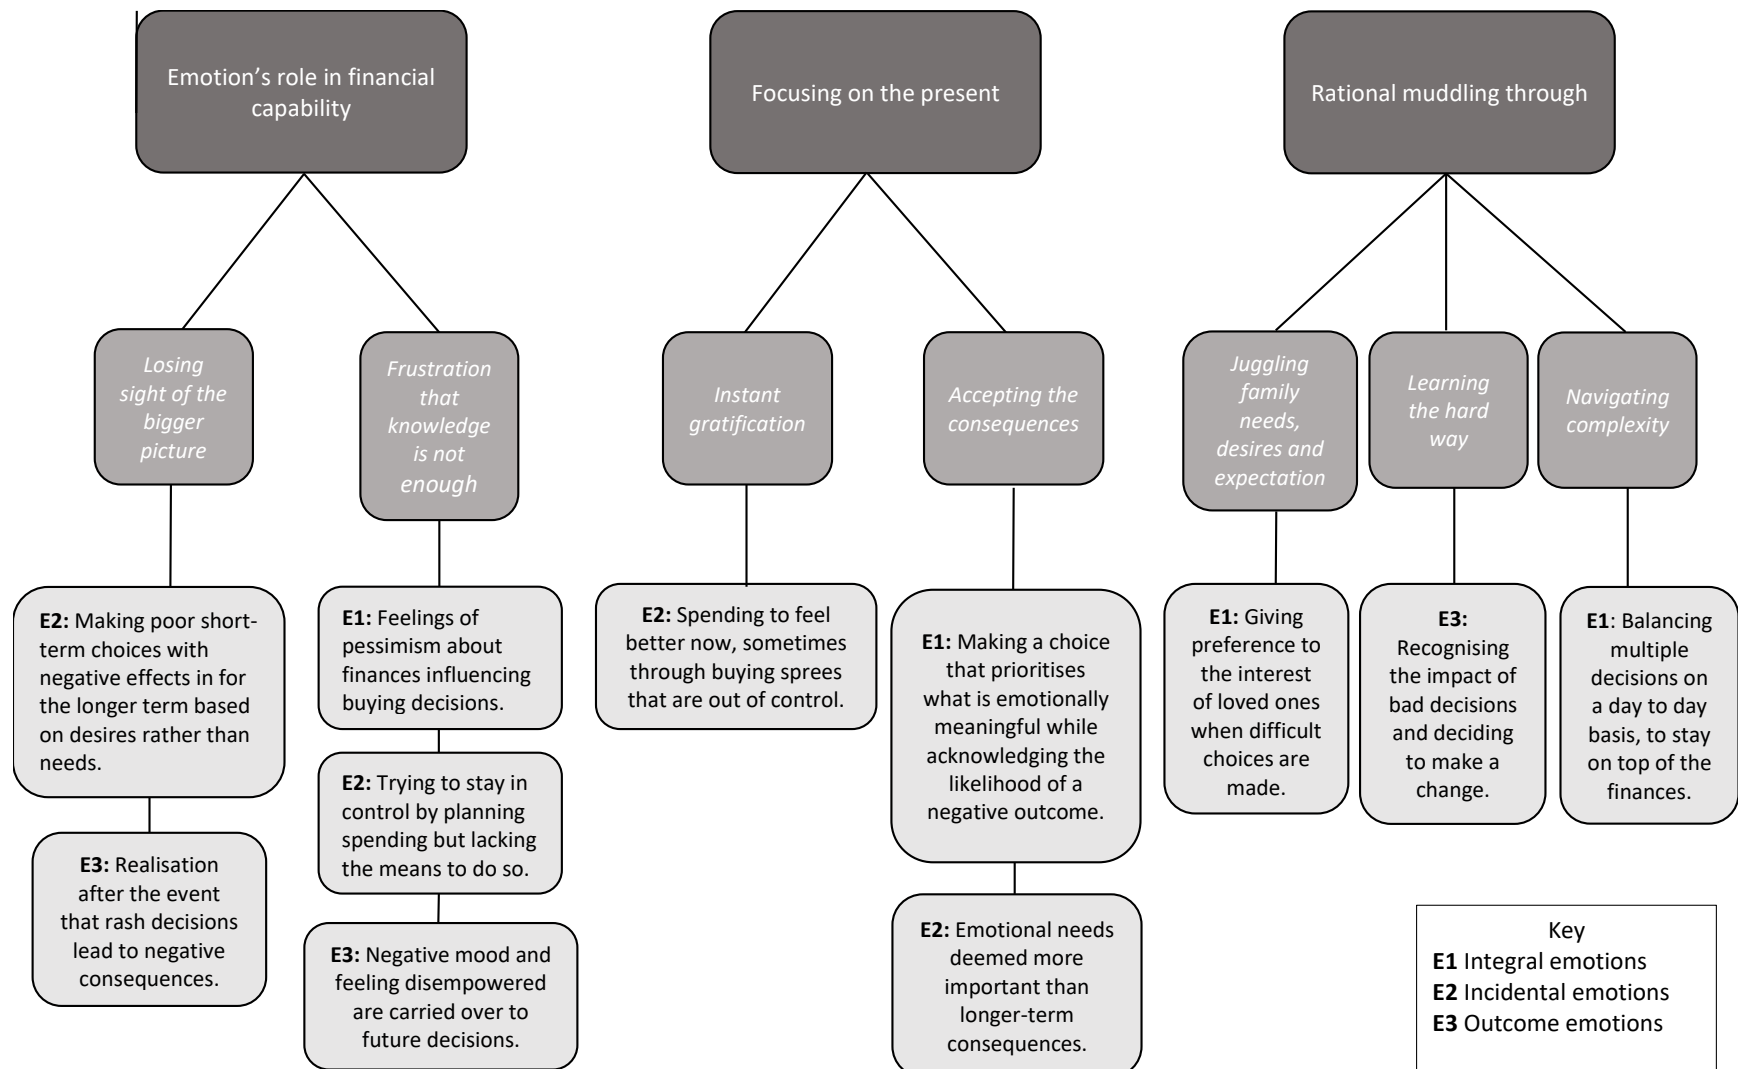 Emotion's role in financial
capability
Focusing on the present
Rational muddling through
Losing
sight of the
bigger
picture
Frustration
that
knowledge
is not
enough
Instant
gratification
Accepting the
consequences
Juggling
family
needs,
desires and
expectation
Learning
the hard
way
Navigating
complexity
E2: Making poor short-
term choices with
negative effects in for
the longer term based
on desires rather than
needs.
E3: Realisation
after the event
that rash decisions
lead to negative
consequences.
E1: Feelings of
pessimism about
finances influencing
buying decisions.
E2: Trying to stay in
control by planning
spending but lacking
the means to do so.
E3: Negative mood and
feeling disempowered
are carried over to
future decisions.
E2: Spending to feel
better now, sometimes
through buying sprees
that are out of control.
E1: Making a choice
that prioritises
what is emotionally
meaningful while
acknowledging the
likelihood of a
negative outcome.
E2: Emotional needs
deemed more
important than
longer-term
consequences.
E1: Giving
preference to
the interest
of loved ones
when difficult
choices are
made.
E3:
Recognising
the impact of
bad decisions
and deciding
to make a
change.
E1: Balancing
multiple
decisions on
a day to day
basis, to stay
on top of the
finances.
Key
E1 Integral emotions
E2 Incidental emotions
E3 Outcome emotions